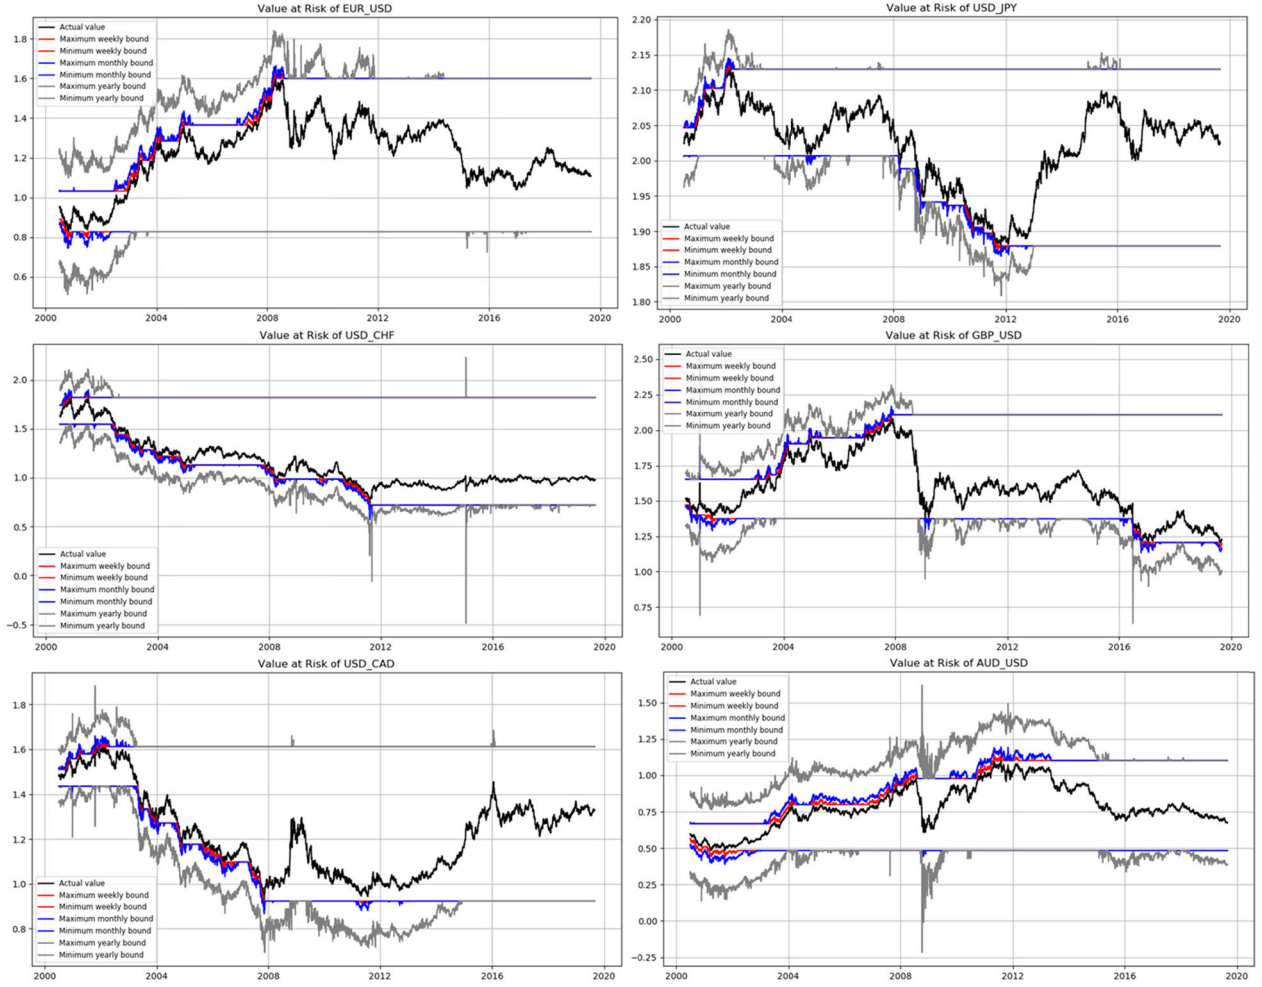 Value at Risk of EUR_USD
Actual value
Maximum weekly bound
Minimum weekly bound
Maximum monthly bound
Minimum monthly bound
Maximum yearly bound
Minimum yearly bound
1.8
1.6
1.4
1.2
1.0
0.8
0.6
2000
2004
2008
2012
2016
2020
Value at Risk of USD_JPY
2.20
2.15
2.10
2.05
2.00
1.95
1.90
1.85
1.80
Actual value
Maximum weekly bound
Minimum weekly bound
Maximum monthly bound
Minimum monthly bound
Maximum yearly bound
Minimum yearly bound
2000
2004
2008
2012
2016
2020
Value at Risk of USD_CHF
2.0
1.5
1.0
0.5
0.0
−0.5
Actual value
Maximum weekly bound
Minimum weekly bound
Maximum monthly bound
Minimum monthly bound
Maximum yearly bound
Minimum yearly bound
2000
2004
2008
2012
2016
2020
Value at Risk of GBP_USD
Actual value
Maximum weekly bound
Minimum weekly bound
Maximum monthly bound
Minimum monthly bound
Maximum yearly bound
Minimum yearly bound
2.50
2.25
2.00
1.75
1.50
1.25
1.00
0.75
2000
2004
2008
2012
2016
2020
Value at Risk of USD_CAD
1.8
1.6
1.4
1.2
1.0
0.8
Actual value
Maximum weekly bound
Minimum weekly bound
Maximum monthly bound
Minimum monthly bound
Maximum yearly bound
Minimum yearly bound
2000
2004
2008
2012
2016
2020
Value at Risk of AUD_USD
Actual value
Maximum weekly bound
Minimum weekly bound
Maximum monthly bound
Minimum monthly bound
Maximum yearly bound
Minimum yearly bound
1.50
1.25
1.00
0.75
0.50
0.25
0.00
−0.25
2000
2004
2008
2012
2016
2020